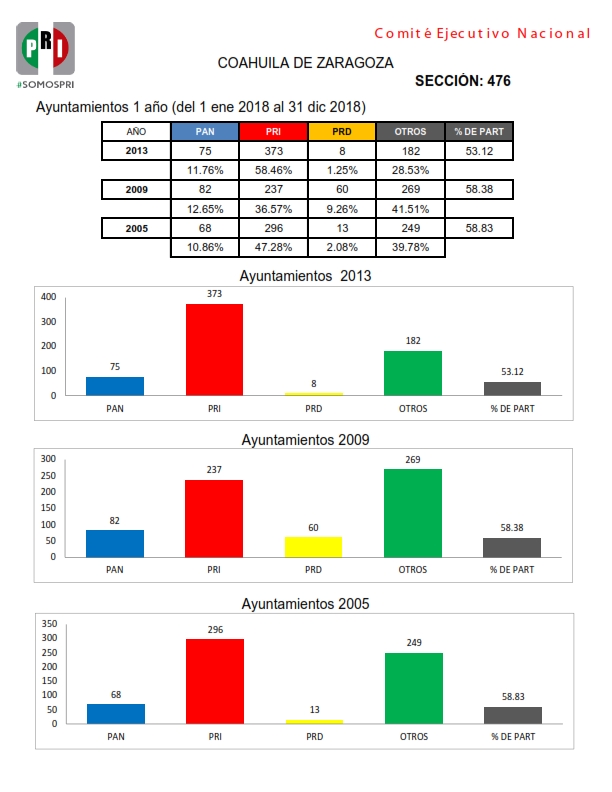 Comité Ejecutivo Nacional
PRI
#SOMOSPRI
COAHUILA DE ZARAGOZA
SECCIÓN: 476
Ayuntamientos 1 año (del 1 ene 2018 al 31 dic 2018)
AÑO PAN PRI PRD OTROS % DE PART
2013 75 373 8 182 53.12
11.76% 58.46% 1.25% 28.53%
2009 82 237 60 269 58.38
12.65% 36.57% 9.26% 41.51%
2005 68 296 13 249 58.83
10.86% 47.28% 2.08% 39.78%
Ayuntamientos 2013
400
300
200
100
0
75 373 8 182 53.12
PAN PRI PRD OTROS % DE PART
Ayuntamientos 2009
300
250
200
150
100
50
0
82 237 60 269 58.38
PAN PRI PRD OTROS % DE PART
Ayuntamientos 2005
350
300
250
200
150
100
50
0
68 296 13 249 58.83
PAN PRI PRD OTROS % DE PART